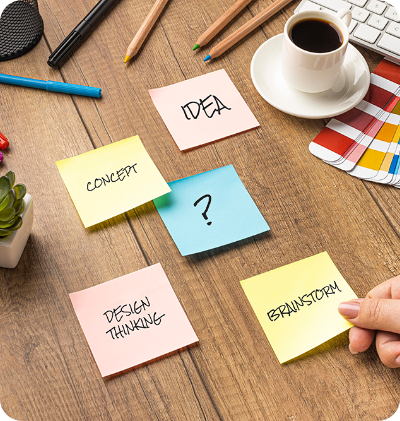 IDEA
CONCEPT
?
DESIGN
THINKING
BRAINSTORM